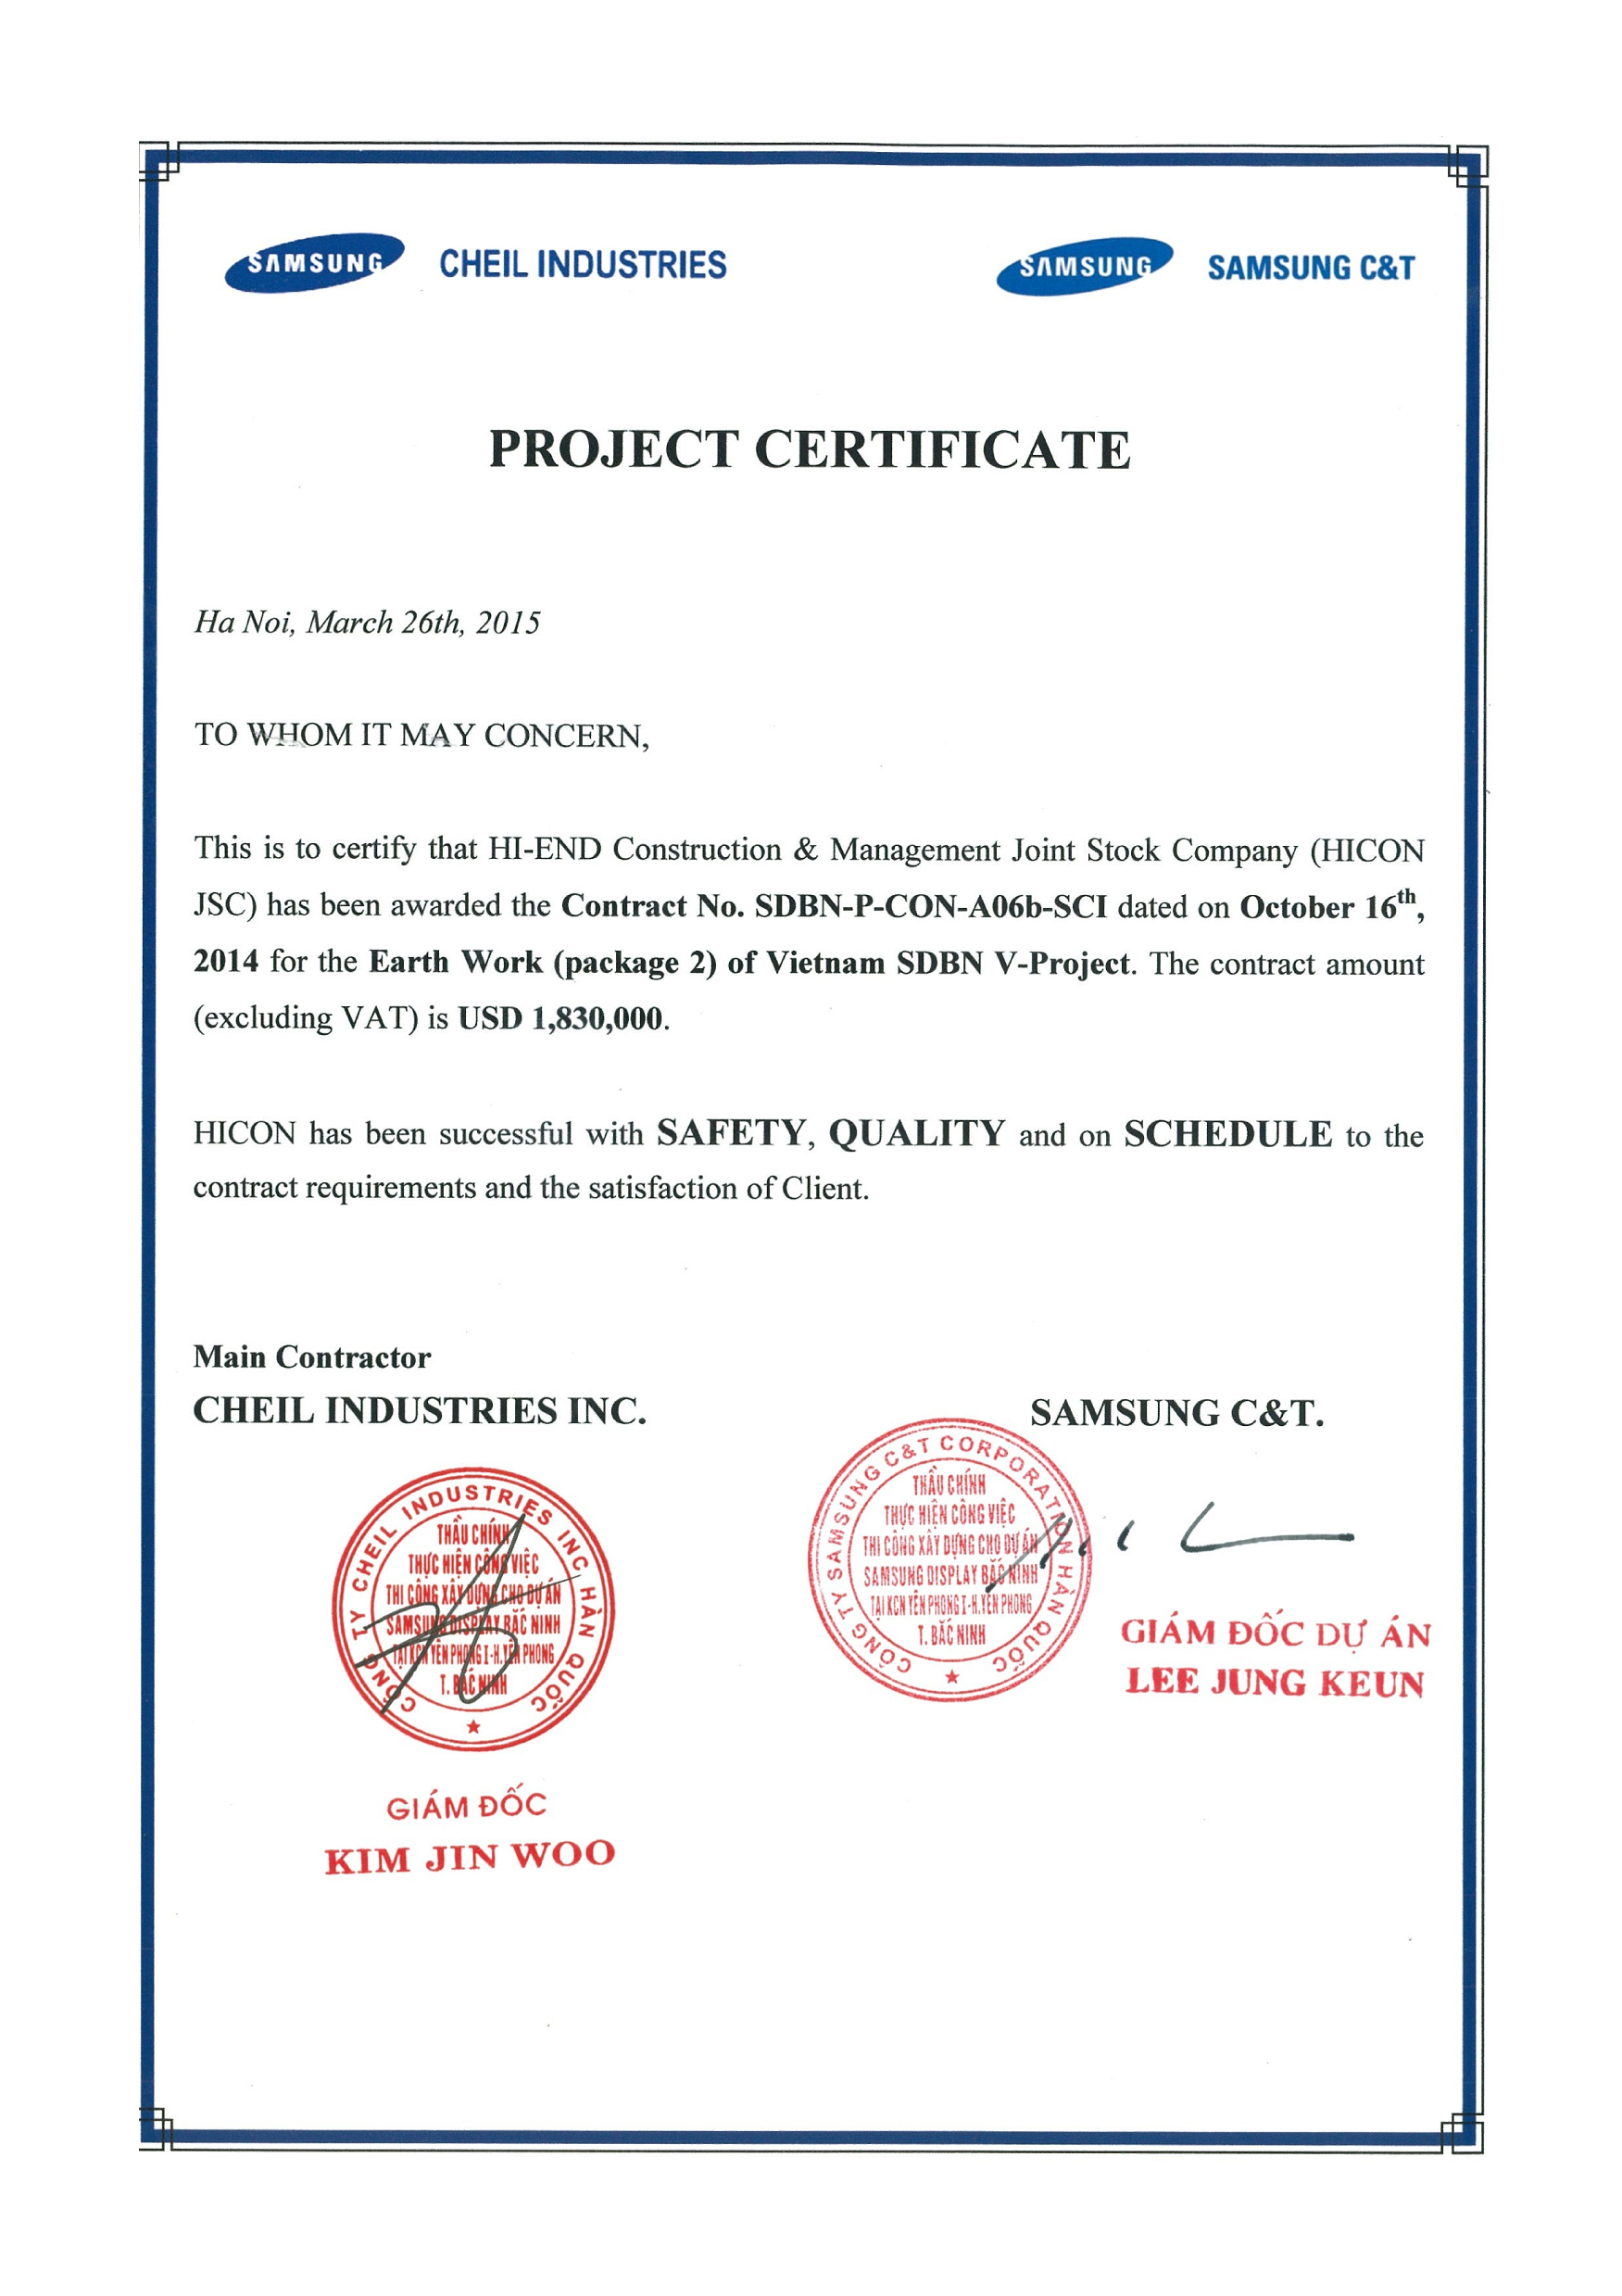 SAMSUNG CHEIL INDUSTRIES
SAMSUNG SAMSUNG C&T
PROJECT CERTIFICATE
Ha Noi, March 26th, 2015
TO WHOM IT MAY CONCERN,
This is to certify that HI-END Construction & Management Joint Stock Company (HICON
JSC) has been awarded the Contract No. SDBN-P-CON-A06b-SCI dated on October 16th,
2014 for the Earth Work (package 2) of Vietnam SDBN V-Project. The contract amount
(excluding VAT) is USD 1,830,000.
HICON has been successful with SAFETY, QUALITY and on SCHEDULE to the
contract requirements and the satisfaction of Client.
Main Contractor
CHEIL INDUSTRIES INC.
CÔNG TY CHEIL INDUSTRIES INC HÀN QUỐC
THẦU CHÍNH
THỰC HIỆN CÔNG VIỆC
THI CÔNG XÂY DỰNG CHO DỰ ÁN
SAMSUNG DISPLAY BẮC NINH
TẠI KCN YÊN PHONG I-H.YÊN PHONG
T. BẮC NINH
GIÁM ĐỐC
KIM JIN WOO
SAMSUNG C&T.
CÔNG TY SAMSUNG C&T CORPORATION HÀN QUỐC
THẦU CHÍNH
THỰC HIỆN CÔNG VIỆC
THI CÔNG XÂY DỰNG CHO DỰ ÁN
SAMSUNG DISPLAY BẮC NINH
TẠI KCN YÊN PHONG I-H.YÊN PHONG
T. BẮC NINH
GIÁM ĐỐC DỰ ÁN
LEE JUNG KEUN